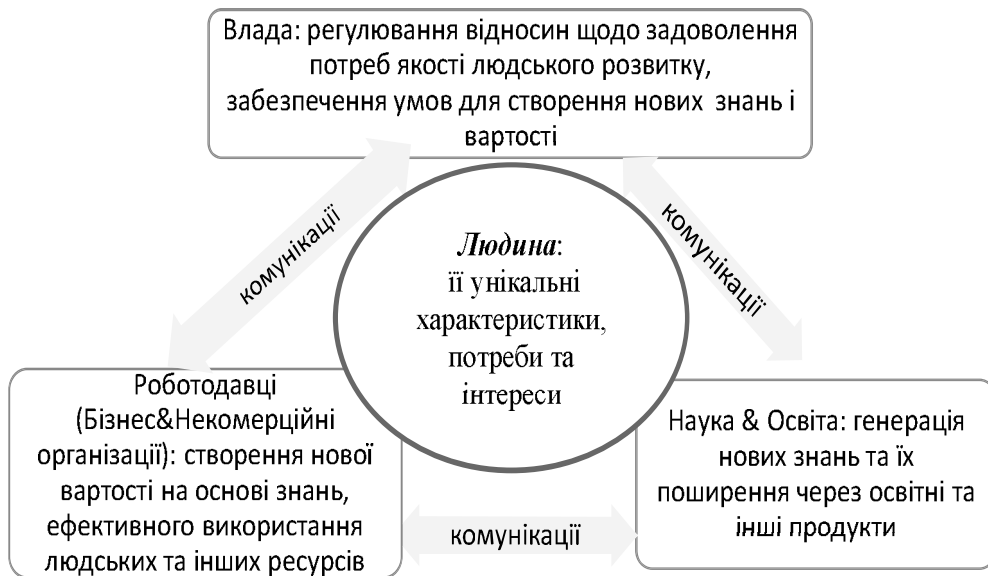 Влада: регулювання відносин щодо задоволення
потреб якості людського розвитку,
забезпечення умов для створення нових знань і
вартості
комунікації
комунікації
Людина:
її унікальні
характеристики,
потреби та
інтереси
Роботодавці
(Бізнес&Некомерційні
організації): створення нової
вартості на основі знань,
ефективного використання
людських та інших ресурсів
комунікації
Наука & Освіта: генерація
нових знань та їх
поширення через освітні та
інші продукти